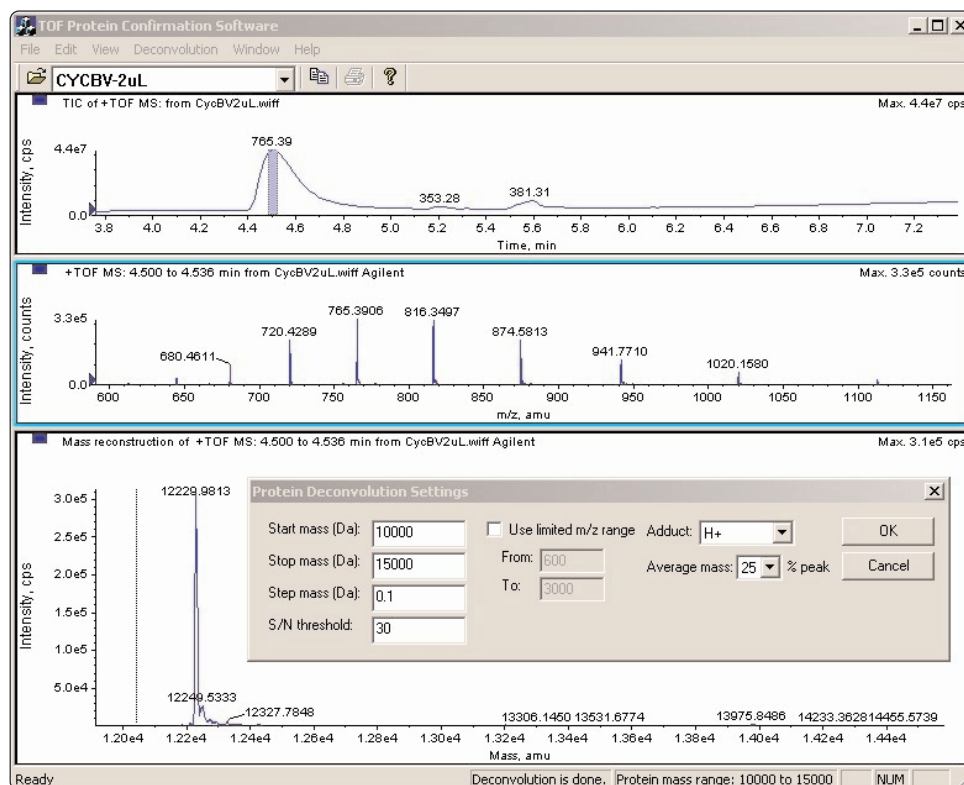 TOF Protein Confirmation Software
File Edit View Deconvolution Window Help
CYCBV-2uL
TIC of +TOF MS: from CycBV2uL.wiff
Max. 4.4e7 cps
Intensity, cps
4.4e7
0.0
765.39
353.28
381.31
3.8 4.0 4.2 4.4 4.6 4.8 5.0 5.2 5.4 5.6 5.8 6.0 6.2 6.4 6.6 6.8 7.0 7.2
Time, min
+TOF MS: 4.500 to 4.536 min from CycBV2uL.wiff Agilent
Max. 3.3e5 counts
Intensity, counts
3.3e5
0.0
680.4611
720.4289
765.3906
816.3497
874.5813
941.7710
1020.1580
600 650 700 750 800 850 900 950 1000 1050 1100 1150
m/z, amu
Mass reconstruction of +TOF MS: 4.500 to 4.536 min from CycBV2uL.wiff Agilent
Max. 3.1e5 cps
Intensity, cps
3.0e5
2.5e5
2.0e5
1.5e5
1.0e5
5.0e4
12229.9813
12249.5333
12327.7848
13306.1450 13531.6774
13975.8486
14233.3628 14455.5739
1.20e4 1.22e4 1.24e4 1.26e4 1.28e4 1.30e4 1.32e4 1.34e4 1.36e4 1.38e4 1.40e4 1.42e4 1.44e4
Mass, amu
Protein Deconvolution Settings
Start mass (Da): 10000
Stop mass (Da): 15000
Step mass (Da): 0.1
S/N threshold: 30
Use limited m/z range
From: 600
To: 3000
Adduct: H+
Average mass: 25 % peak
OK
Cancel
Ready
Deconvolution is done.
Protein mass range: 10000 to 15000
NUM